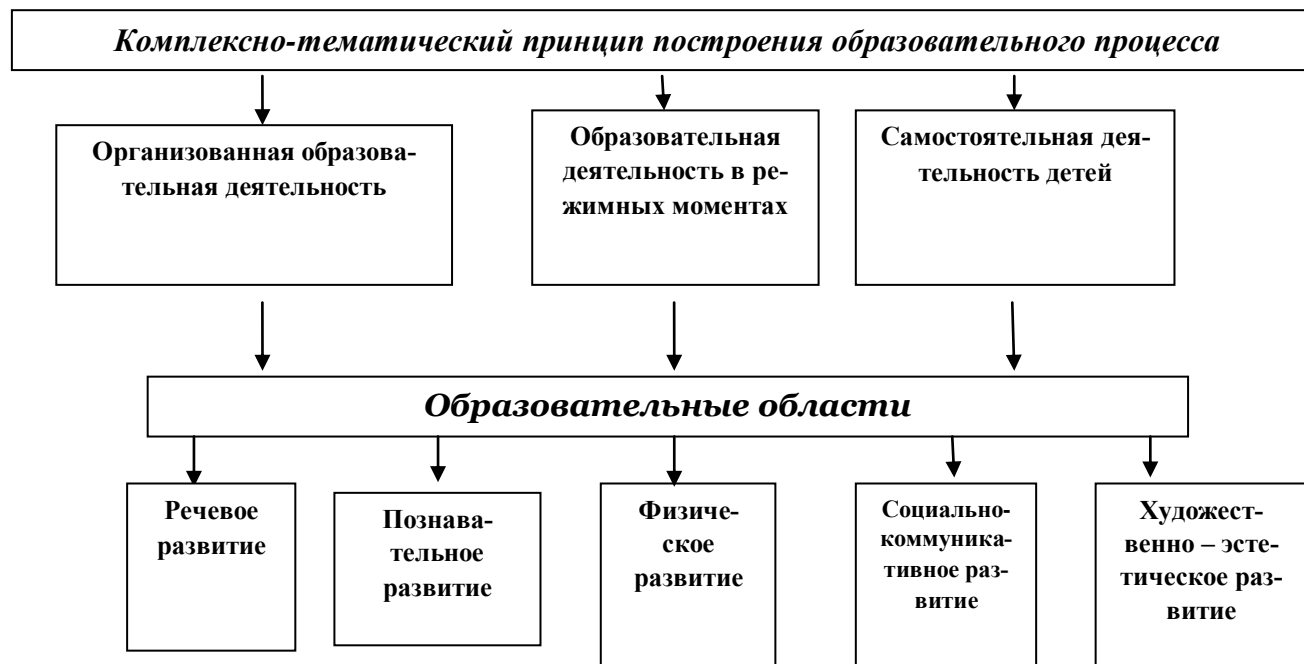 Комплексно-тематический принцип построения образовательного процесса
Организованная образова-
тельная деятельность
Образовательная
деятельность в ре-
жимных моментах
Самостоятельная дея-
тельность детей
Образовательные области
Речевое
развитие
Познава-
тельное
развитие
Физиче-
ское
развитие
Социально-
коммуника-
тивное раз-
витие
Художест-
венно – эсте-
тическое раз-
витие